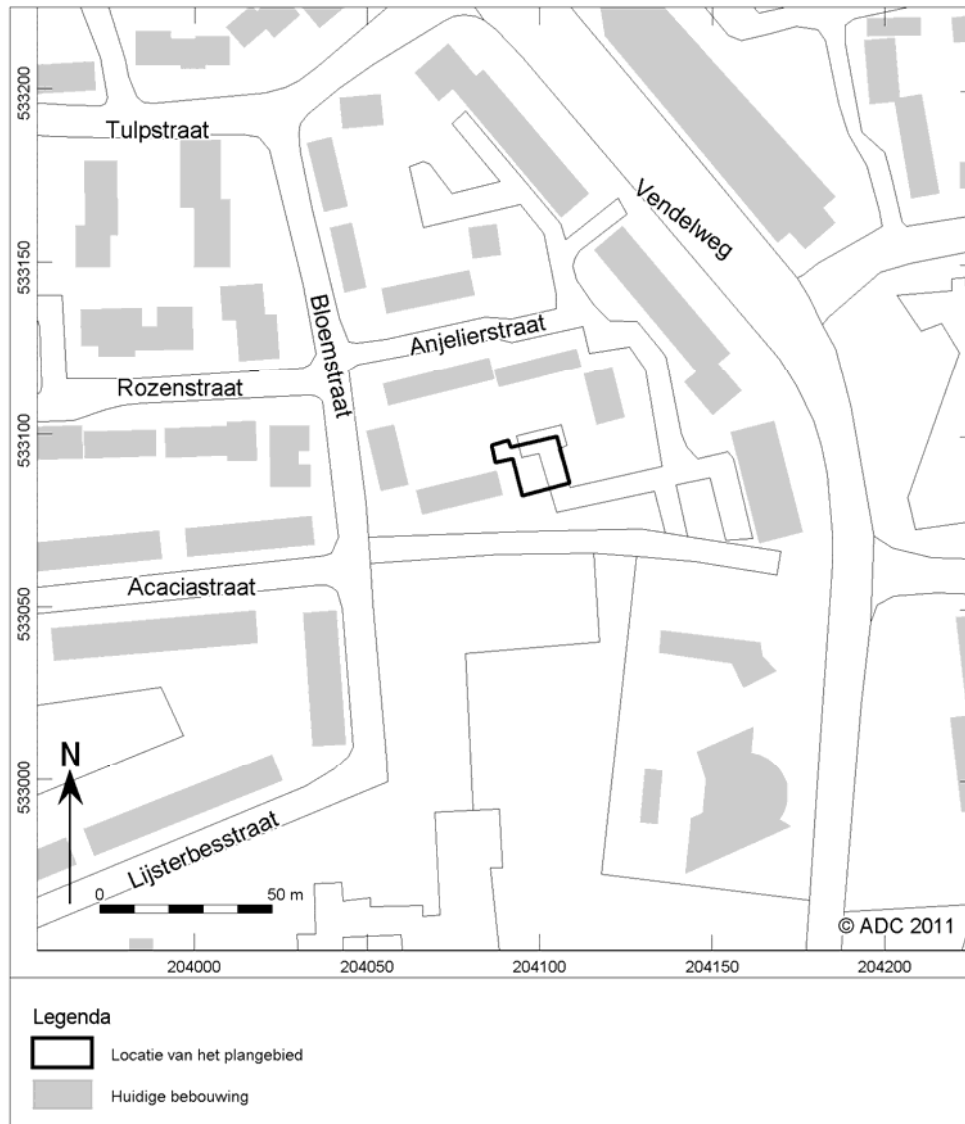 533200
Tulpstraat
Vendelweg
533150
Bloemstraat
Anjelierstraat
Rozenstraat
533100
Acaciastraat
533050
N
533000
Lijsterbesstraat
0 50 m
© ADC 2011
204000 204050 204100 204150 204200
Legenda
Locatie van het plangebied
Huidige bebouwing